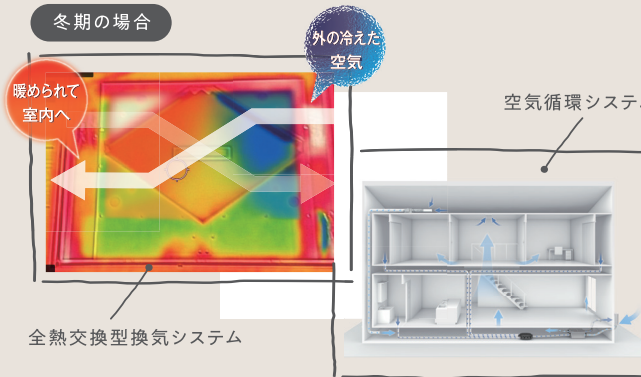 冬期の場合
外の冷えた
空気
暖められて
室内へ
空気循環システ
全熱交換型換気システム